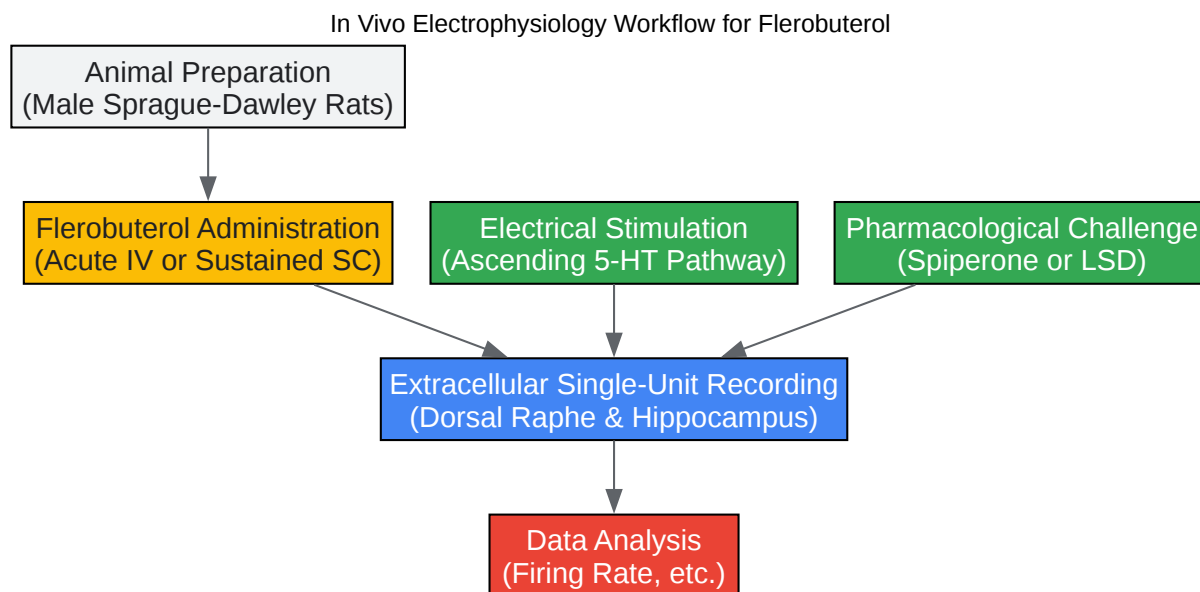 In Vivo Electrophysiology Workflow for Flerobuterol
Animal Preparation
(Male Sprague-Dawley Rats)
Flerobuterol Administration
(Acute IV or Sustained SC)
Electrical Stimulation
(Ascending 5-HT Pathway)
Pharmacological Challenge
(Spiperone or LSD)
Extracellular Single-Unit Recording
(Dorsal Raphe & Hippocampus)
Data Analysis
(Firing Rate, etc.)